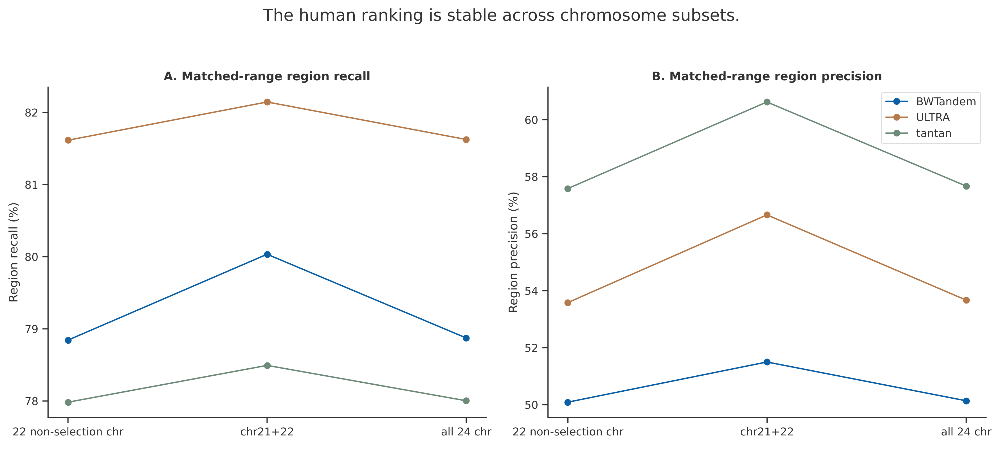 The human ranking is stable across chromosome subsets.
A. Matched-range region recall
Region recall (%)
82
81
80
79
78
22 non-selection chr
chr21+22
all 24 chr
B. Matched-range region precision
Region precision (%)
60
58
56
54
52
50
22 non-selection chr
chr21+22
all 24 chr
BWTandem
ULTRA
tantan